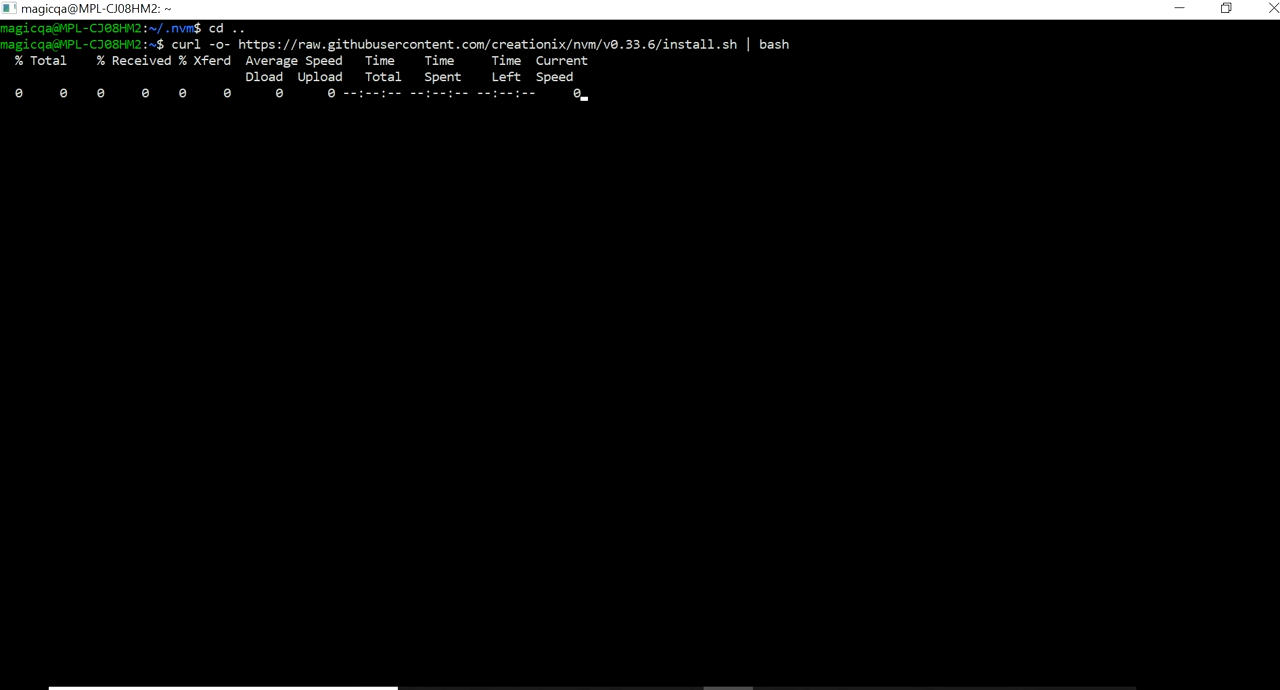 magicqa@MPL-CJ08HM2: ~
magicqa@MPL-CJ08HM2:~/.nvm$ cd ..
magicqa@MPL-CJ08HM2:~$ curl -o- https://raw.githubusercontent.com/creationix/nvm/v0.33.6/install.sh | bash
  % Total    % Received % Xferd  Average Speed   Time    Time     Time  Current
                                 Dload  Upload   Total   Spent    Left  Speed
  0     0    0     0    0     0      0      0 --:--:-- --:--:-- --:--:--     0